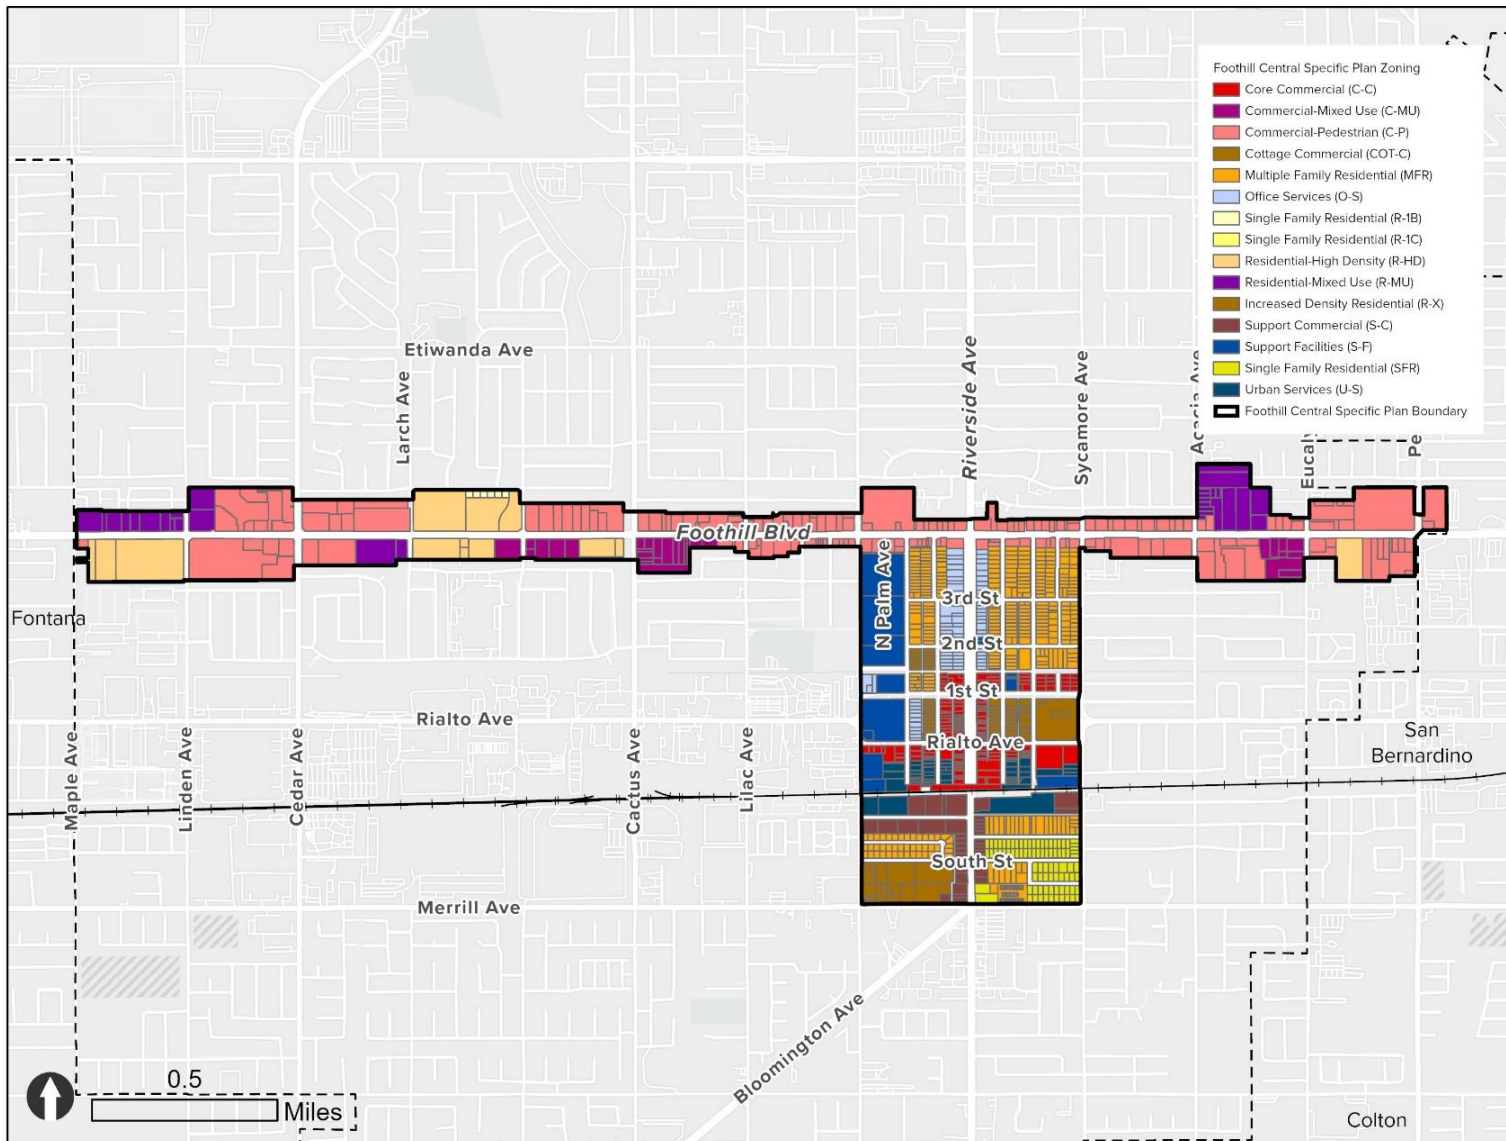 Foothill Central Specific Plan Zoning
Core Commercial (C-C)
Commercial-Mixed Use (C-MU)
Commercial-Pedestrian (C-P)
Cottage Commercial (COT-C)
Multiple Family Residential (MFR)
Office Services (O-S)
Single Family Residential (R-1B)
Single Family Residential (R-1C)
Residential-High Density (R-HD)
Residential-Mixed Use (R-MU)
Increased Density Residential (R-X)
Support Commercial (S-C)
Support Facilities (S-F)
Single Family Residential (SFR)
Urban Services (U-S)
Foothill Central Specific Plan Boundary
Etiwanda Ave
Larch Ave
Riverside Ave
Sycamore Ave
Acacia Ave
Eucaly
Pe
Foothill Blvd
Fontana
N Palm Ave
3rd St
2nd St
1st St
Rialto Ave
Rialto Ave
San
Bernardino
Maple Ave
Linden Ave
Cedar Ave
Cactus Ave
Lilac Ave
South St
Merrill Ave
Bloomington Ave
0.5
Miles
Colton